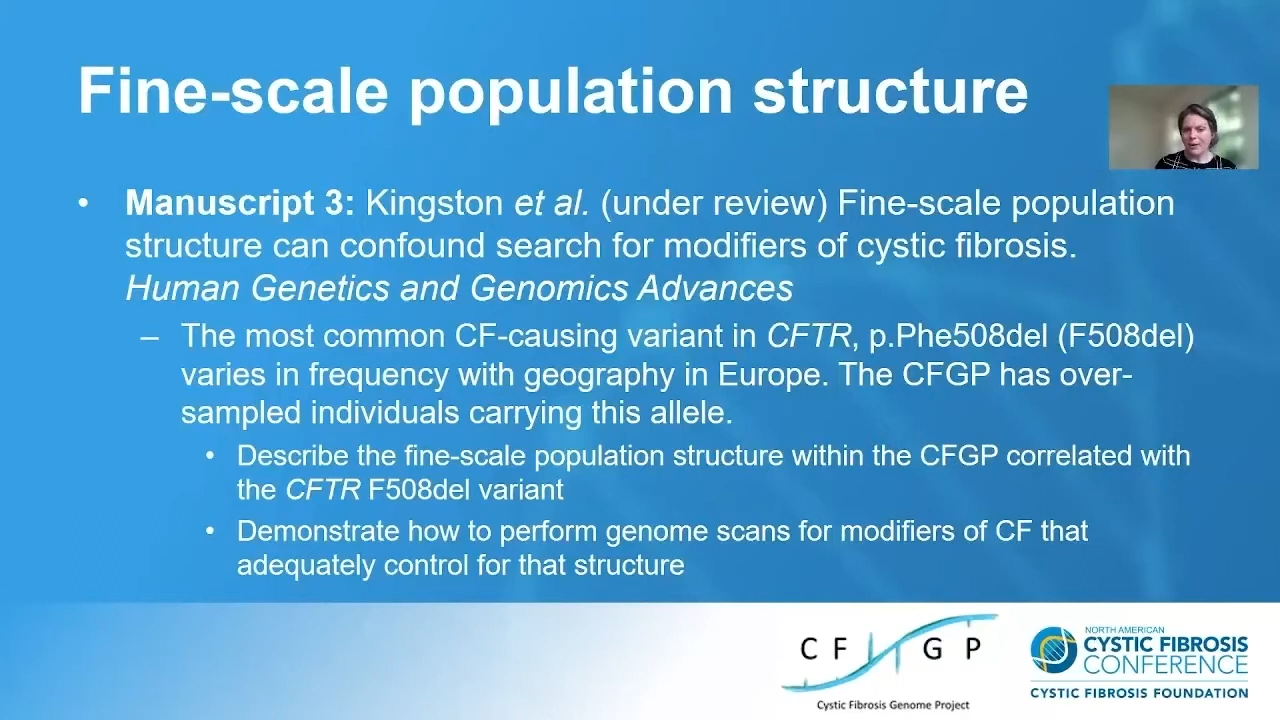 Fine-scale population structure
• Manuscript 3: Kingston et al. (under review) Fine-scale population
structure can confound search for modifiers of cystic fibrosis.
Human Genetics and Genomics Advances
– The most common CF-causing variant in CFTR, p.Phe508del (F508del)
varies in frequency with geography in Europe. The CFGP has over-
sampled individuals carrying this allele.
• Describe the fine-scale population structure within the CFGP correlated with
the CFTR F508del variant
• Demonstrate how to perform genome scans for modifiers of CF that
adequately control for that structure
CF GP
Cystic Fibrosis Genome Project
NORTH AMERICAN
CYSTIC FIBROSIS
CONFERENCE
CYSTIC FIBROSIS FOUNDATION